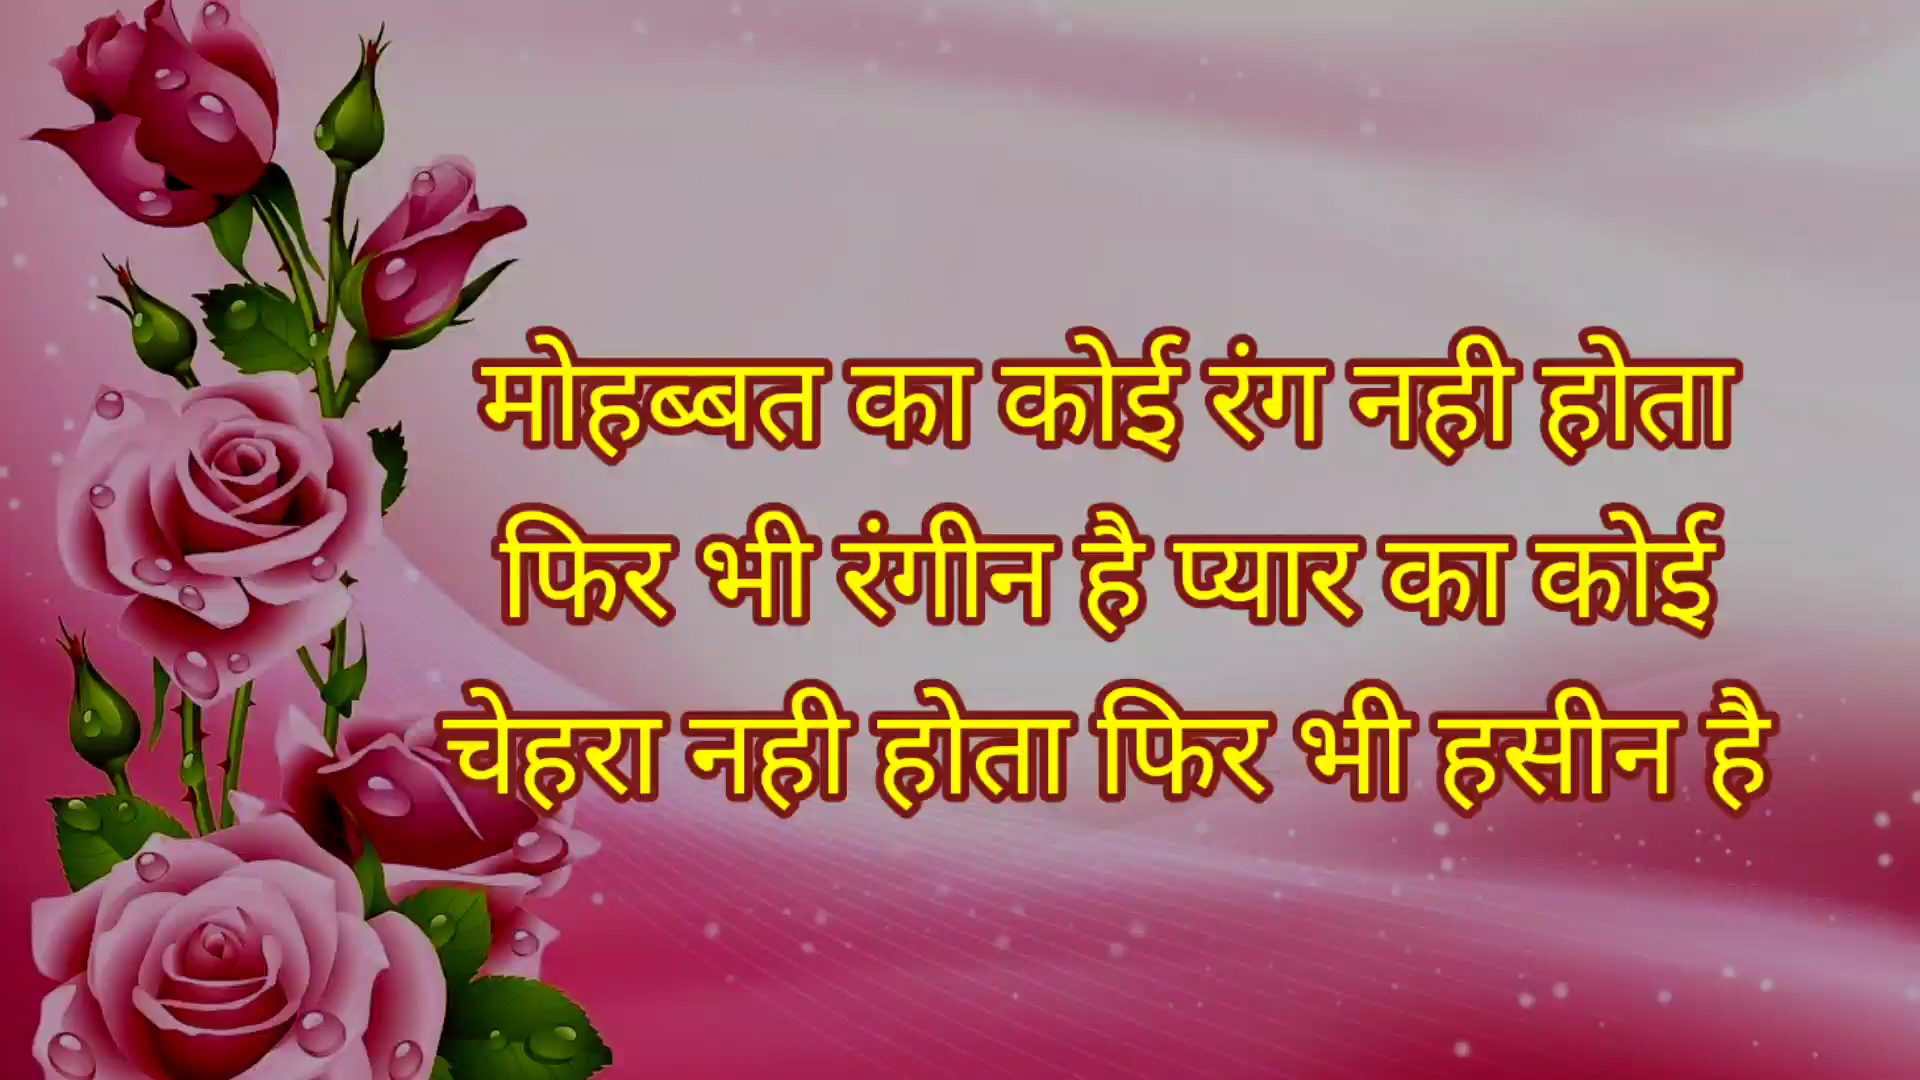 मोहब्बत का कोई रंग नही होता
फिर भी रंगीन है प्यार का कोई
चेहरा नही होता फिर भी हसीन है